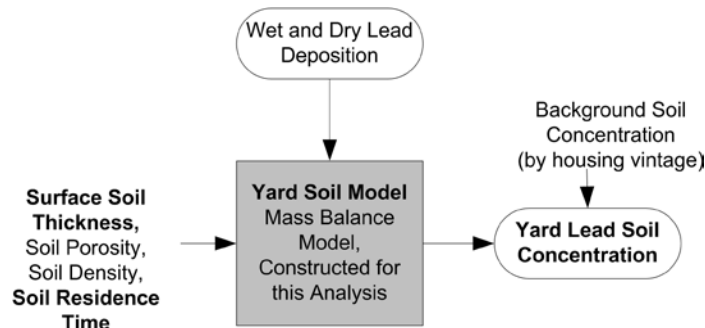 Wet and Dry Lead
Deposition
Background Soil
Concentration
(by housing vintage)
Surface Soil
Thickness,
Soil Porosity,
Soil Density,
Soil Residence
Time
Yard Soil Model
Mass Balance
Model,
Constructed for
this Analysis
Yard Lead Soil
Concentration